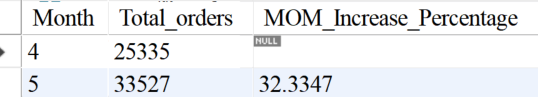 Month Total_orders MOM_Increase_Percentage
4 25335 NULL
5 33527 32.3347